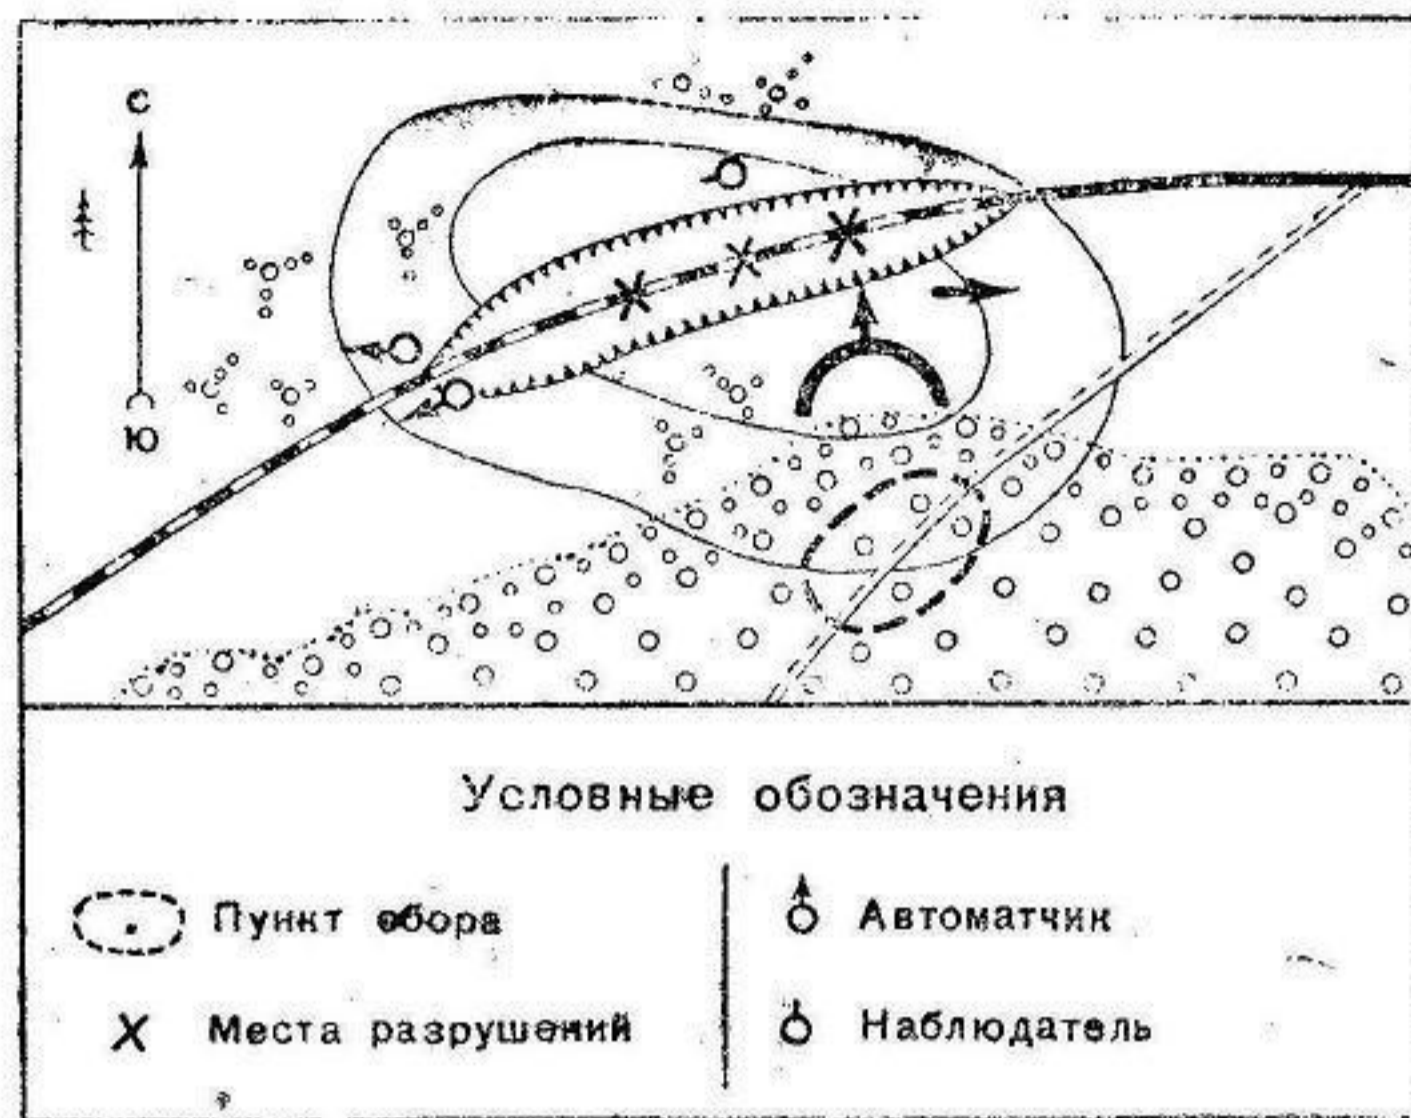 С
Ю
Условные обозначения
Пункт сбора
Автоматчик
Места разрушений
Наблюдатель